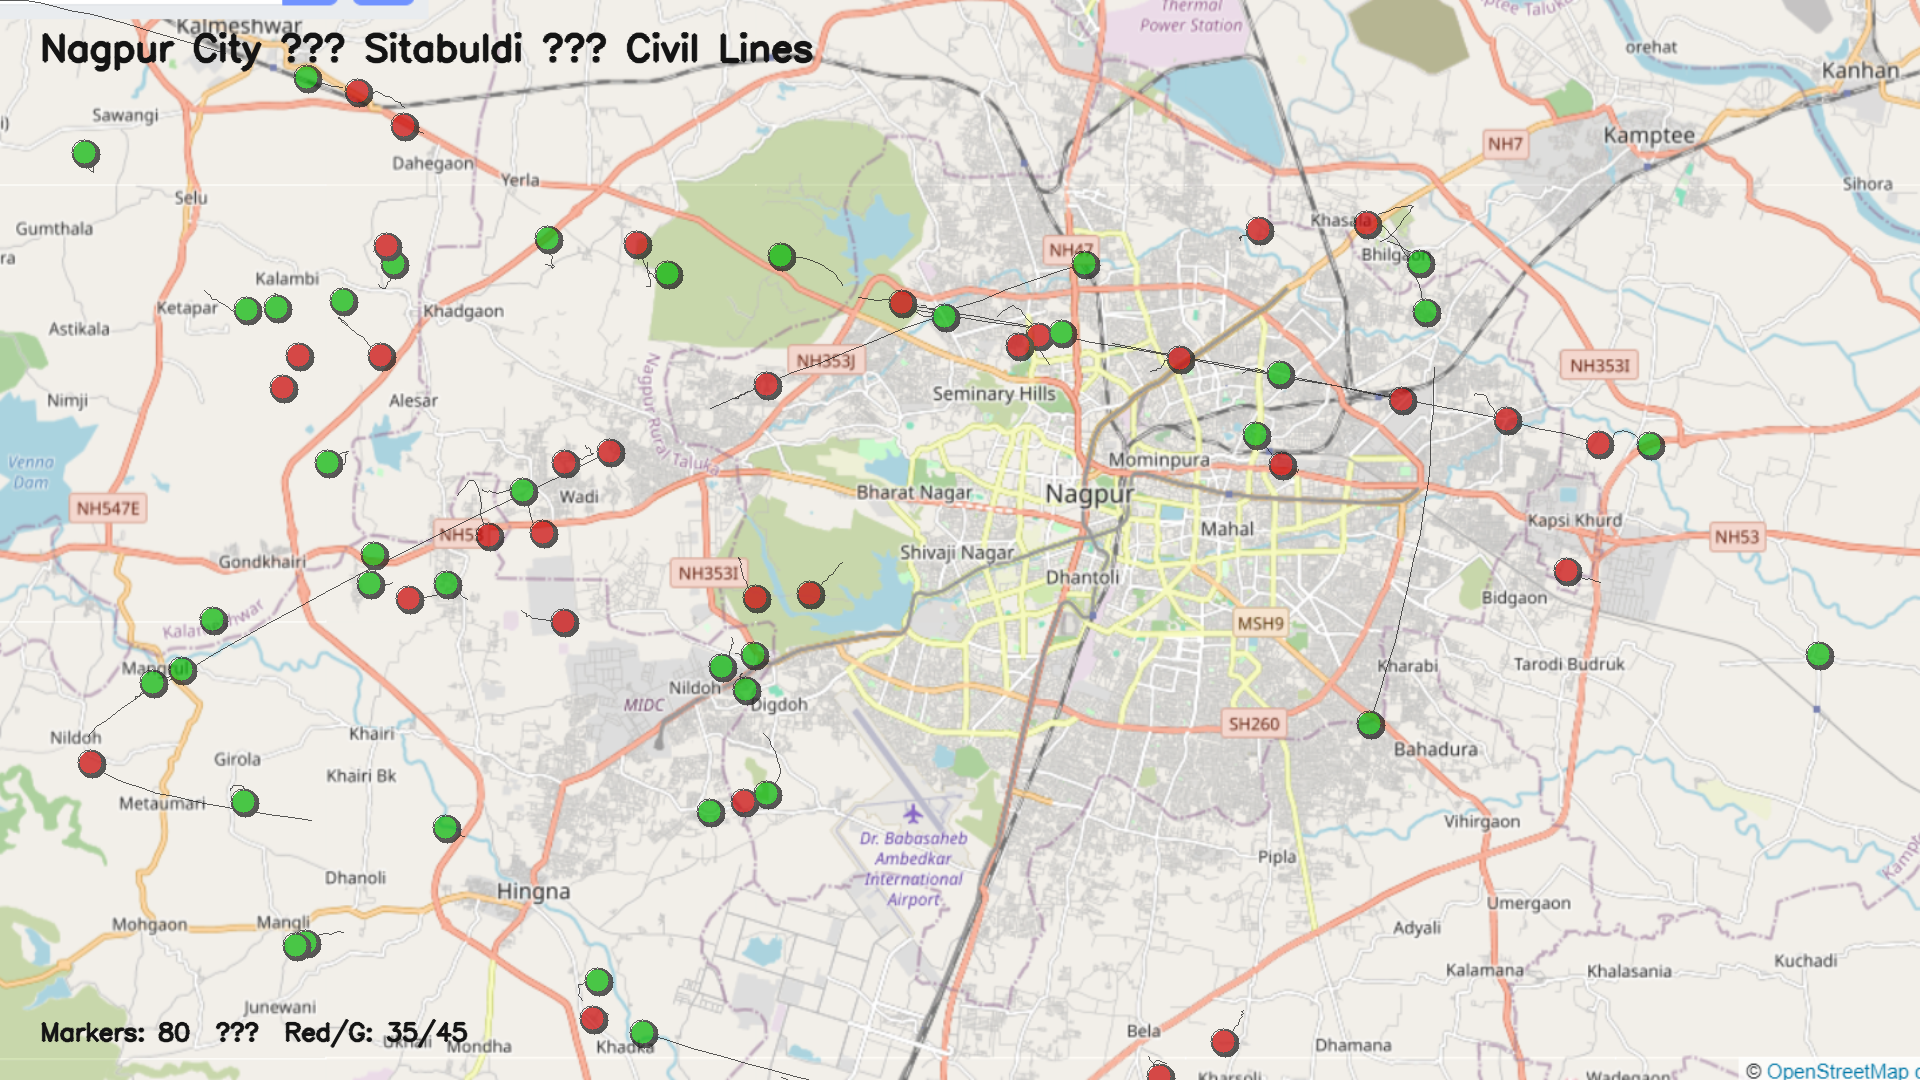 Kalmeshwar
Nagpur City ??? Sitabuldi ??? Civil Lines
Thermal
Power Station
ptee Taluka
orehat
Kanhan
Sawangi
Kamptee
NH7
Dahegaon
Yerla
Selu
Sihora
Gumthala
Khasala
NH47
Bhilgaon
ra
Kalambi
Ketapar
Khadgaon
Astikala
NH353J
NH353I
Nagpur Rural Taluka
Seminary Hills
Nimji
Alesar
Mominpura
Venna
Dam
Wadi
Bharat Nagar
Nagpur
NH547E
Kapsi Khurd
Mahal
NH53
NH53
Shivaji Nagar
Gondkhairi
NH353I
Dhantoli
Bidgaon
MSH9
Mangrul
Kharabi
Tarodi Budruk
Nildoh
MIDC
Digdoh
SH260
Nildoh
Khairi
Bahadura
Girola
Khairi Bk
Metaumari
Vihirgaon
Dr. Babasaheb
Ambedkar
International
Airport
Pipla
Dhanoli
Hingna
Umergaon
Mohgaon
Mangli
Adyali
Kuchadi
Kalamana
Khalasania
Junewani
Markers: 80 ??? Red/G: 35/45
Bela
Mondha
Khadka
Dhamana
Kharsoli
Wadegaon
© OpenStreetMap c